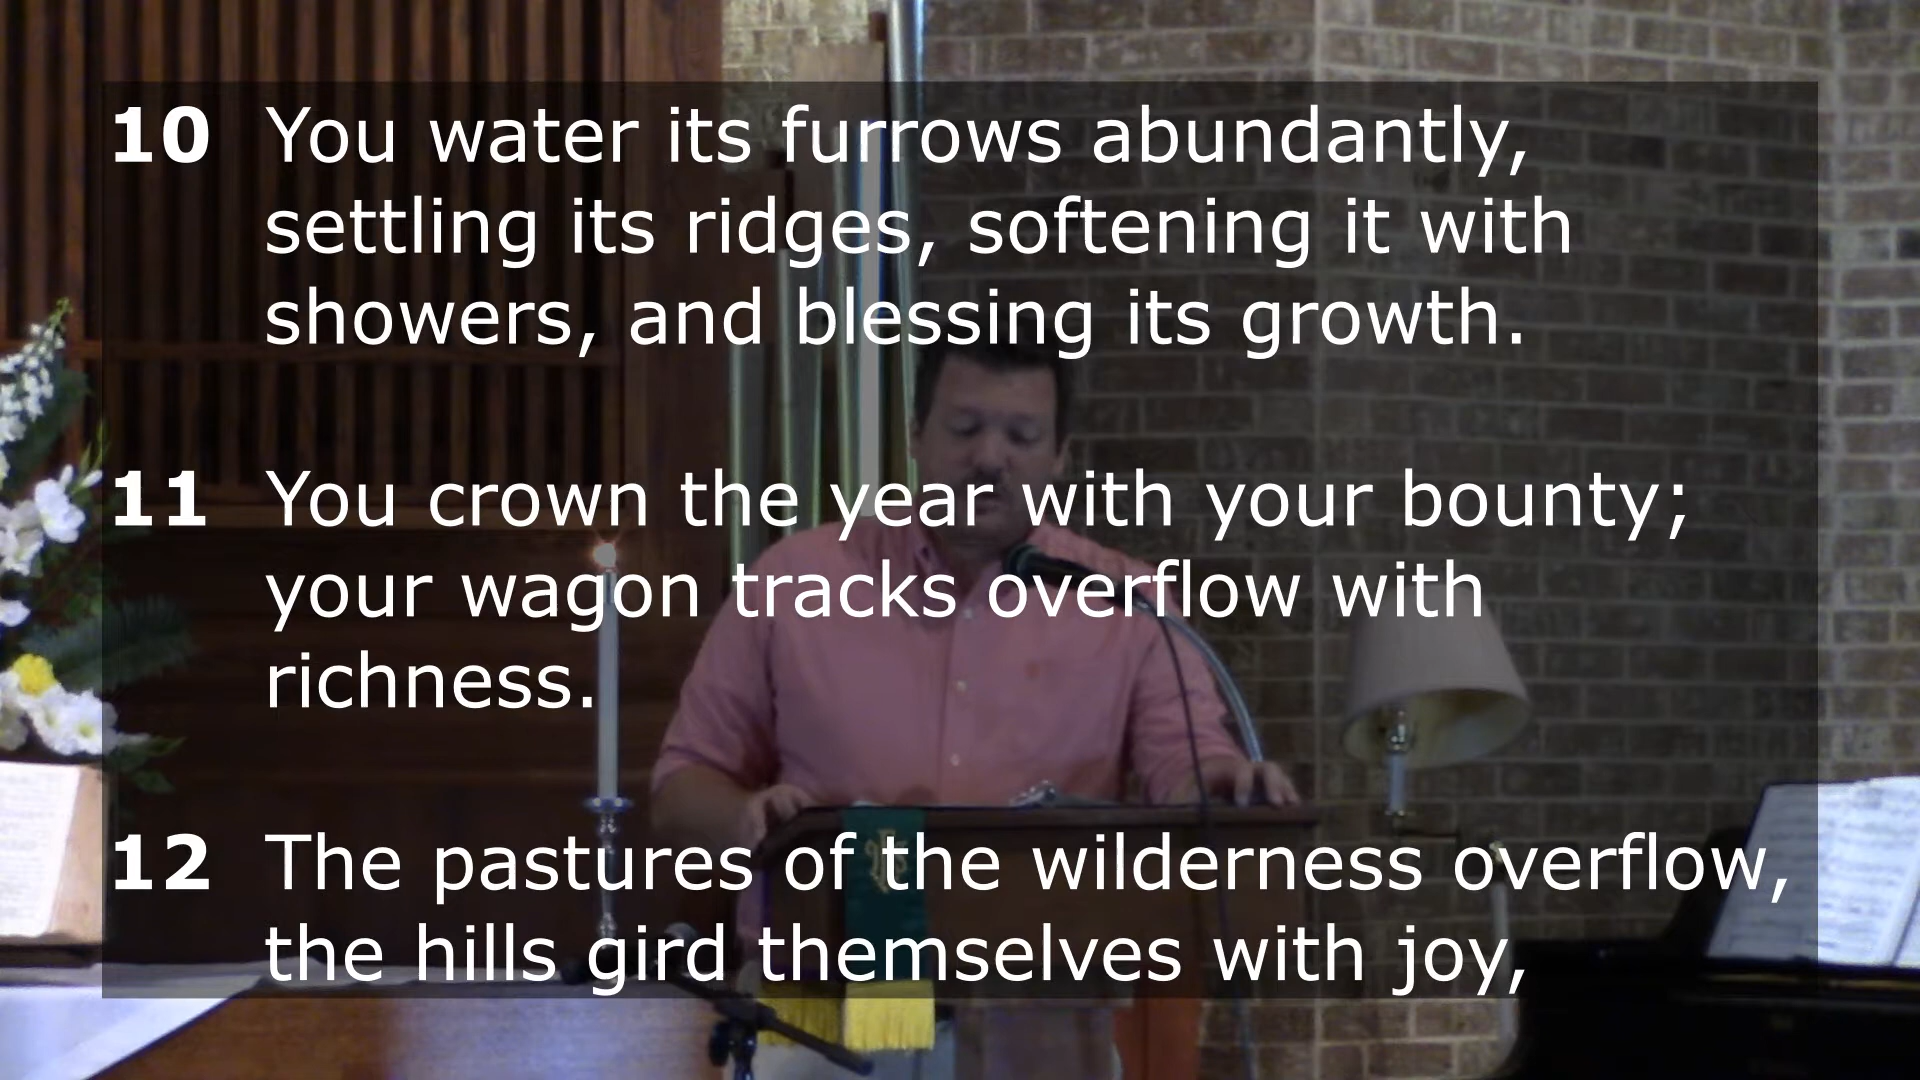 10 You water its furrows abundantly,
settling its ridges, softening it with
showers, and blessing its growth.
11 You crown the year with your bounty;
your wagon tracks overflow with
richness.
12 The pastures of the wilderness overflow,
the hills gird themselves with joy,